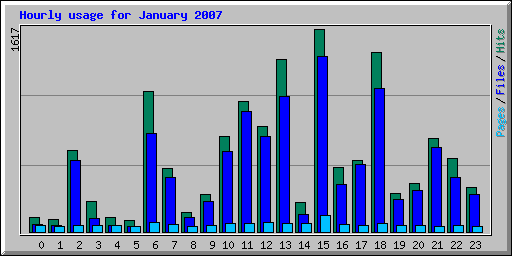 Hourly usage for January 2007
1617
Pages / Files / Hits
0 1 2 3 4 5 6 7 8 9 10 11 12 13 14 15 16 17 18 19 20 21 22 23